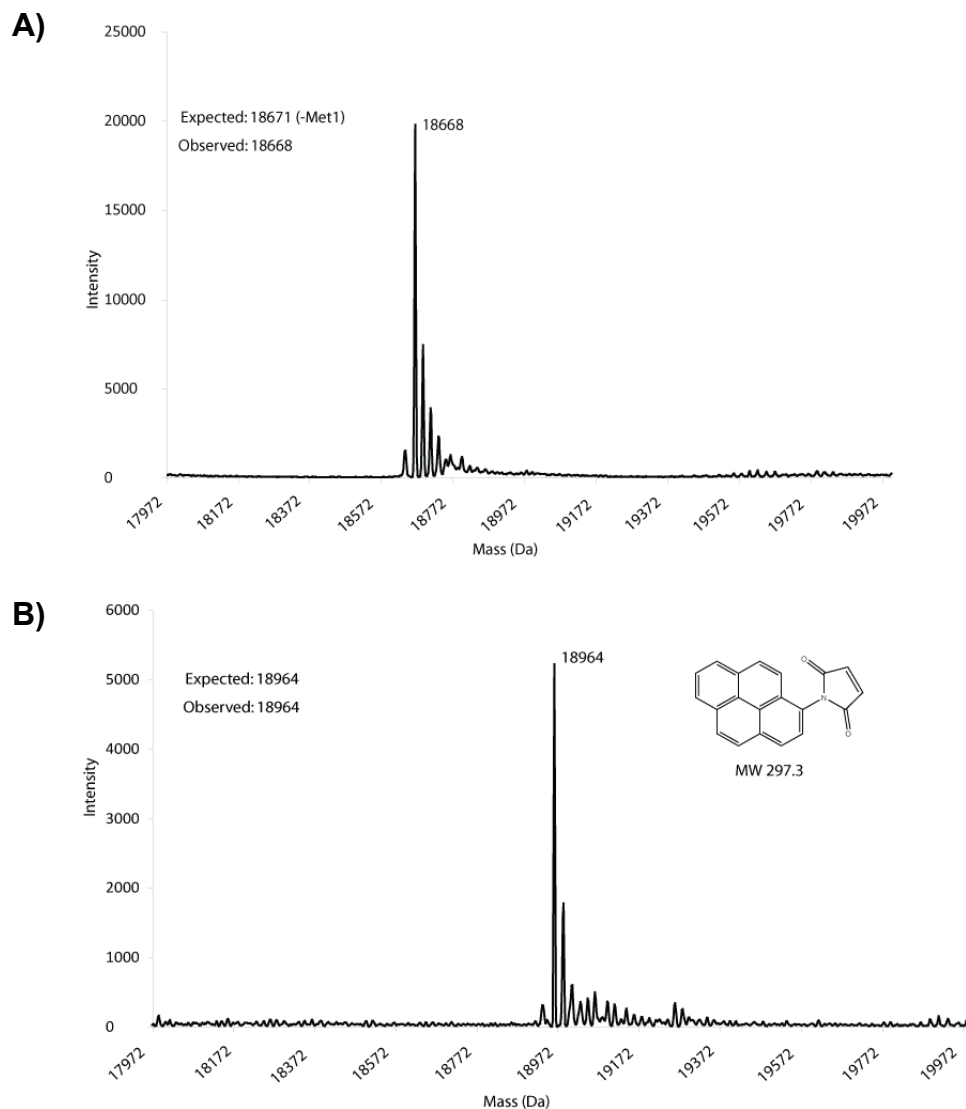 A)
25000
20000
15000
10000
5000
0
Intensity
Expected: 18671 (-Met1)
Observed: 18668
18668
17972
18172
18372
18572
18772
18972
19172
19372
19572
19772
19972
Mass (Da)
B)
6000
5000
4000
3000
2000
1000
0
Intensity
Expected: 18964
Observed: 18964
18964
O
N
O
MW 297.3
17972
18172
18372
18572
18772
18972
19172
19372
19572
19772
19972
Mass (Da)